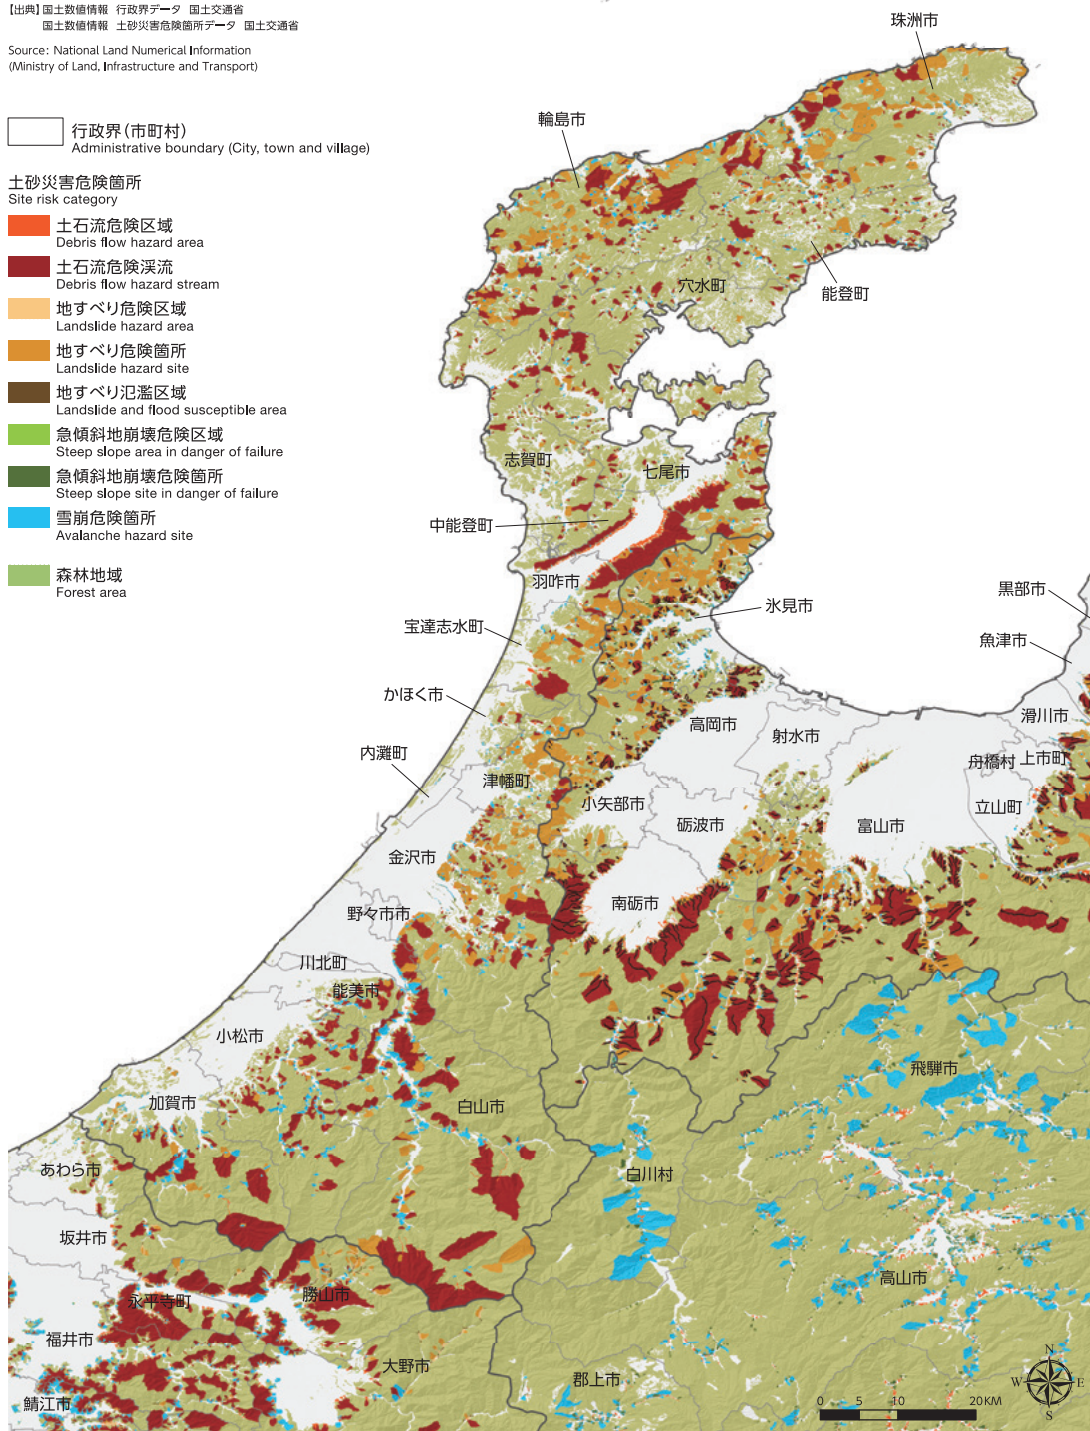 【出典】国土数値情報 行政界データ 国土交通省
国土数値情報 土砂災害危険箇所データ 国土交通省
Source: National Land Numerical Information
(Ministry of Land, Infrastructure and Transport)
行政界(市町村)
Administrative boundary (City, town and village)
土砂災害危険箇所
Site risk category
土石流危険区域
Debris flow hazard area
土石流危険渓流
Debris flow hazard stream
地すべり危険区域
Landslide hazard area
地すべり危険箇所
Landslide hazard site
地すべり氾濫区域
Landslide and flood susceptible area
急傾斜地崩壊危険区域
Steep slope area in danger of failure
急傾斜地崩壊危険箇所
Steep slope site in danger of failure
雪崩危険箇所
Avalanche hazard site
森林地域
Forest area
珠洲市
輪島市
穴水町
能登町
志賀町
七尾市
中能登町
羽咋市
氷見市
黒部市
宝達志水町
魚津市
かほく市
高岡市
射水市
滑川市
内灘町
津幡町
舟橋村
上市町
小矢部市
砺波市
富山市
立山町
金沢市
野々市市
南砺市
川北町
能美市
小松市
飛騨市
加賀市
白山市
あわら市
白川村
坂井市
高山市
永平寺町
勝山市
福井市
大野市
郡上市
鯖江市
N
W
E
S
0 5 10 20KM